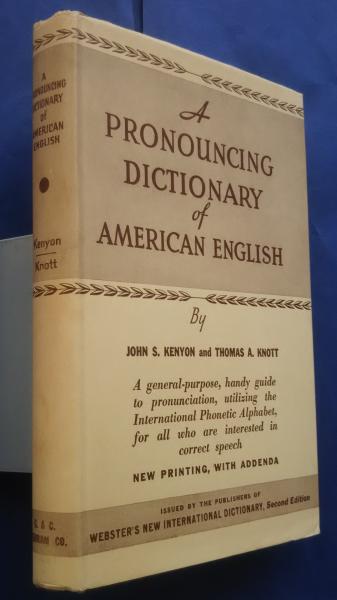 A
PRONOUNCING
DICTIONARY
of
AMERICAN
ENGLISH
Kenyon
Knott
& C.
CO.
A
PRONOUNCING
DICTIONARY
of
AMERICAN ENGLISH
By
JOHN S. KENYON and THOMAS A. KNOTT
A general-purpose, handy guide
to pronunciation, utilizing the
International Phonetic Alphabet,
for all who are interested in
correct speech
NEW PRINTING, WITH ADDENDA
ISSUED BY THE PUBLISHERS OF
WEBSTER'S NEW INTERNATIONAL DICTIONARY, Second Edition